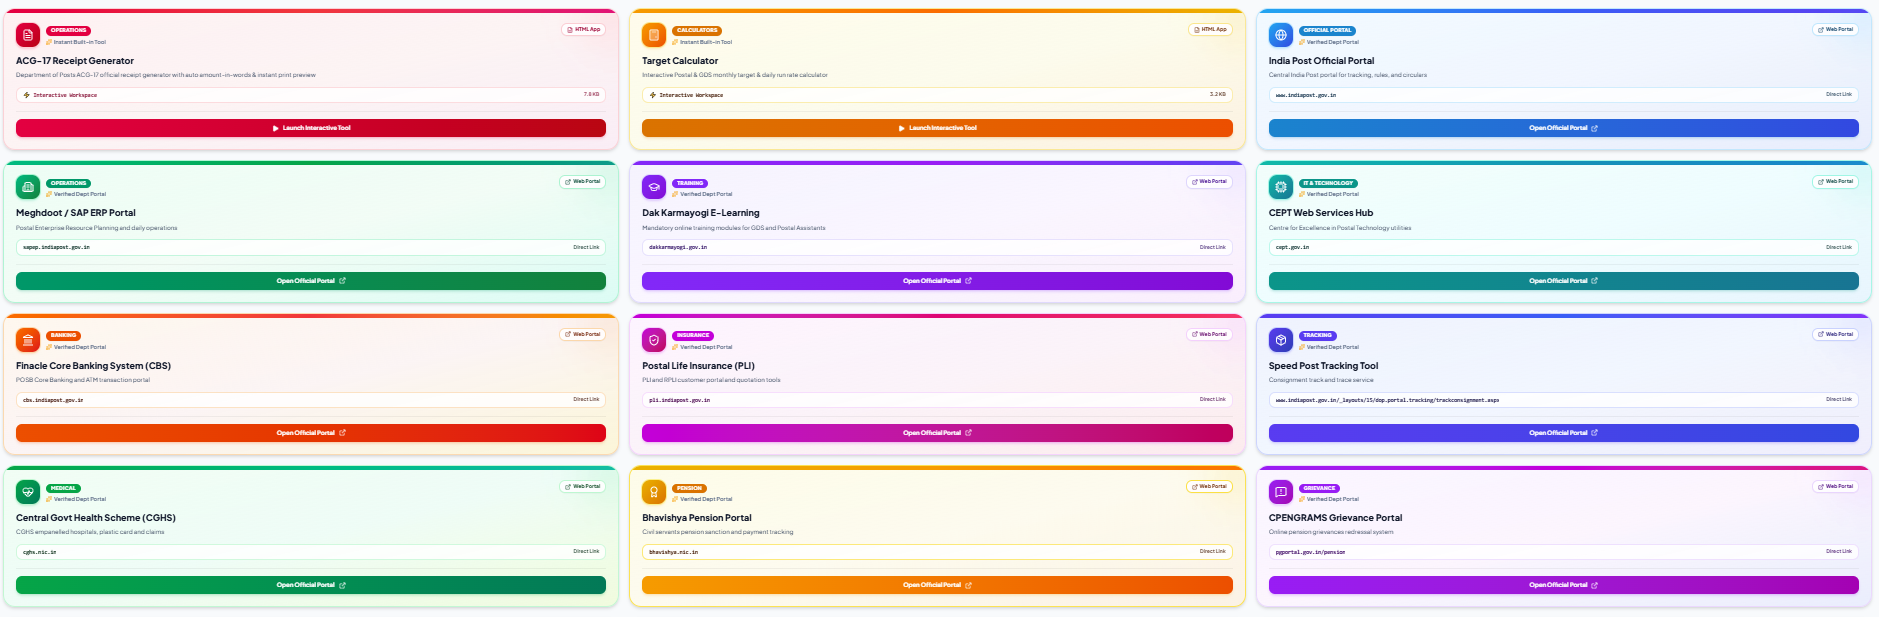 OPERATIONS
Instant Built-in Tool
HTML App
ACG-17 Receipt Generator
Department of Posts ACG-17 official receipt generator with auto amount-in-words & instant print preview
Interactive Workspace
7.0 KB
Launch Interactive Tool
CALCULATORS
Instant Built-in Tool
HTML App
Target Calculator
Interactive Postal & GDS monthly target & daily run rate calculator
Interactive Workspace
3.2 KB
Launch Interactive Tool
OFFICIAL PORTAL
Verified Dept Portal
Web Portal
India Post Official Portal
Central India Post portal for tracking, rules, and circulars
www.indiapost.gov.in
Direct Link
Open Official Portal
OPERATIONS
Verified Dept Portal
Web Portal
Meghdoot / SAP ERP Portal
Postal Enterprise Resource Planning and daily operations
sapep.indiapost.gov.in
Direct Link
Open Official Portal
TRAINING
Verified Dept Portal
Web Portal
Dak Karmayogi E-Learning
Mandatory online training modules for GDS and Postal Assistants
dakkarmayogi.gov.in
Direct Link
Open Official Portal
IT & TECHNOLOGY
Verified Dept Portal
Web Portal
CEPT Web Services Hub
Centre for Excellence in Postal Technology utilities
cept.gov.in
Direct Link
Open Official Portal
BANKING
Verified Dept Portal
Web Portal
Finacle Core Banking System (CBS)
POSB Core Banking and ATM transaction portal
cbs.indiapost.gov.in
Direct Link
Open Official Portal
INSURANCE
Verified Dept Portal
Web Portal
Postal Life Insurance (PLI)
PLI and RPLI customer portal and quotation tools
pli.indiapost.gov.in
Direct Link
Open Official Portal
TRACKING
Verified Dept Portal
Web Portal
Speed Post Tracking Tool
Consignment track and trace service
www.indiapost.gov.in/_layouts/15/dop.portal.tracking/trackconsignment.aspx
Direct Link
Open Official Portal
MEDICAL
Verified Dept Portal
Web Portal
Central Govt Health Scheme (CGHS)
CGHS empanelled hospitals, plastic card and claims
cghs.nic.in
Direct Link
Open Official Portal
PENSION
Verified Dept Portal
Web Portal
Bhavishya Pension Portal
Civil servants pension sanction and payment tracking
bhavishya.nic.in
Direct Link
Open Official Portal
GRIEVANCE
Verified Dept Portal
Web Portal
CPENGRAMS Grievance Portal
Online pension grievances redressal system
pgportal.gov.in/pension
Direct Link
Open Official Portal